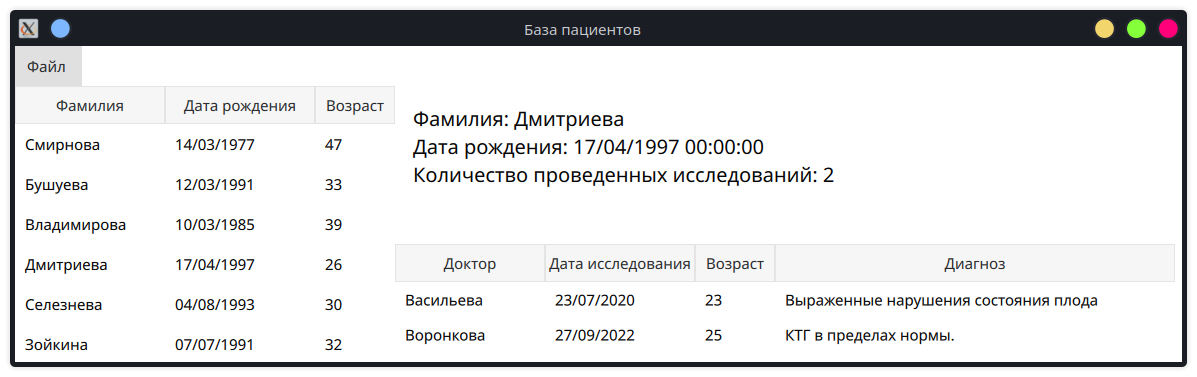 База пациентов
Файл
Фамилия Дата рождения Возраст
Смирнова 14/03/1977 47
Бушуева 12/03/1991 33
Владимирова 10/03/1985 39
Дмитриева 17/04/1997 26
Селезнева 04/08/1993 30
Зойкина 07/07/1991 32
Фамилия: Дмитриева
Дата рождения: 17/04/1997 00:00:00
Количество проведенных исследований: 2
Доктор Дата исследования Возраст Диагноз
Васильева 23/07/2020 23 Выраженные нарушения состояния плода
Воронкова 27/09/2022 25 КТГ в пределах нормы.